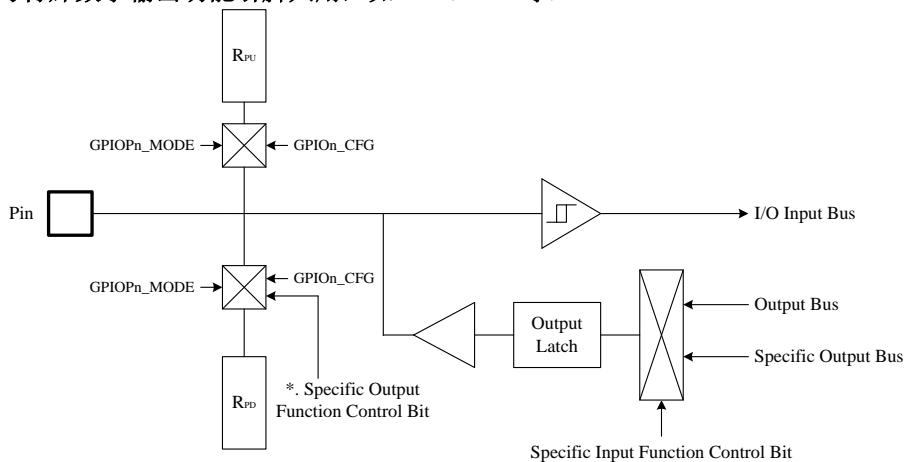 RPU
GPIOPn_MODE
GPIOn_CFG
Pin
I/O Input Bus
GPIOPn_MODE
GPIOn_CFG
Output
Latch
Output Bus
Specific Output Bus
RPD
*. Specific Output
Function Control Bit
Specific Input Function Control Bit